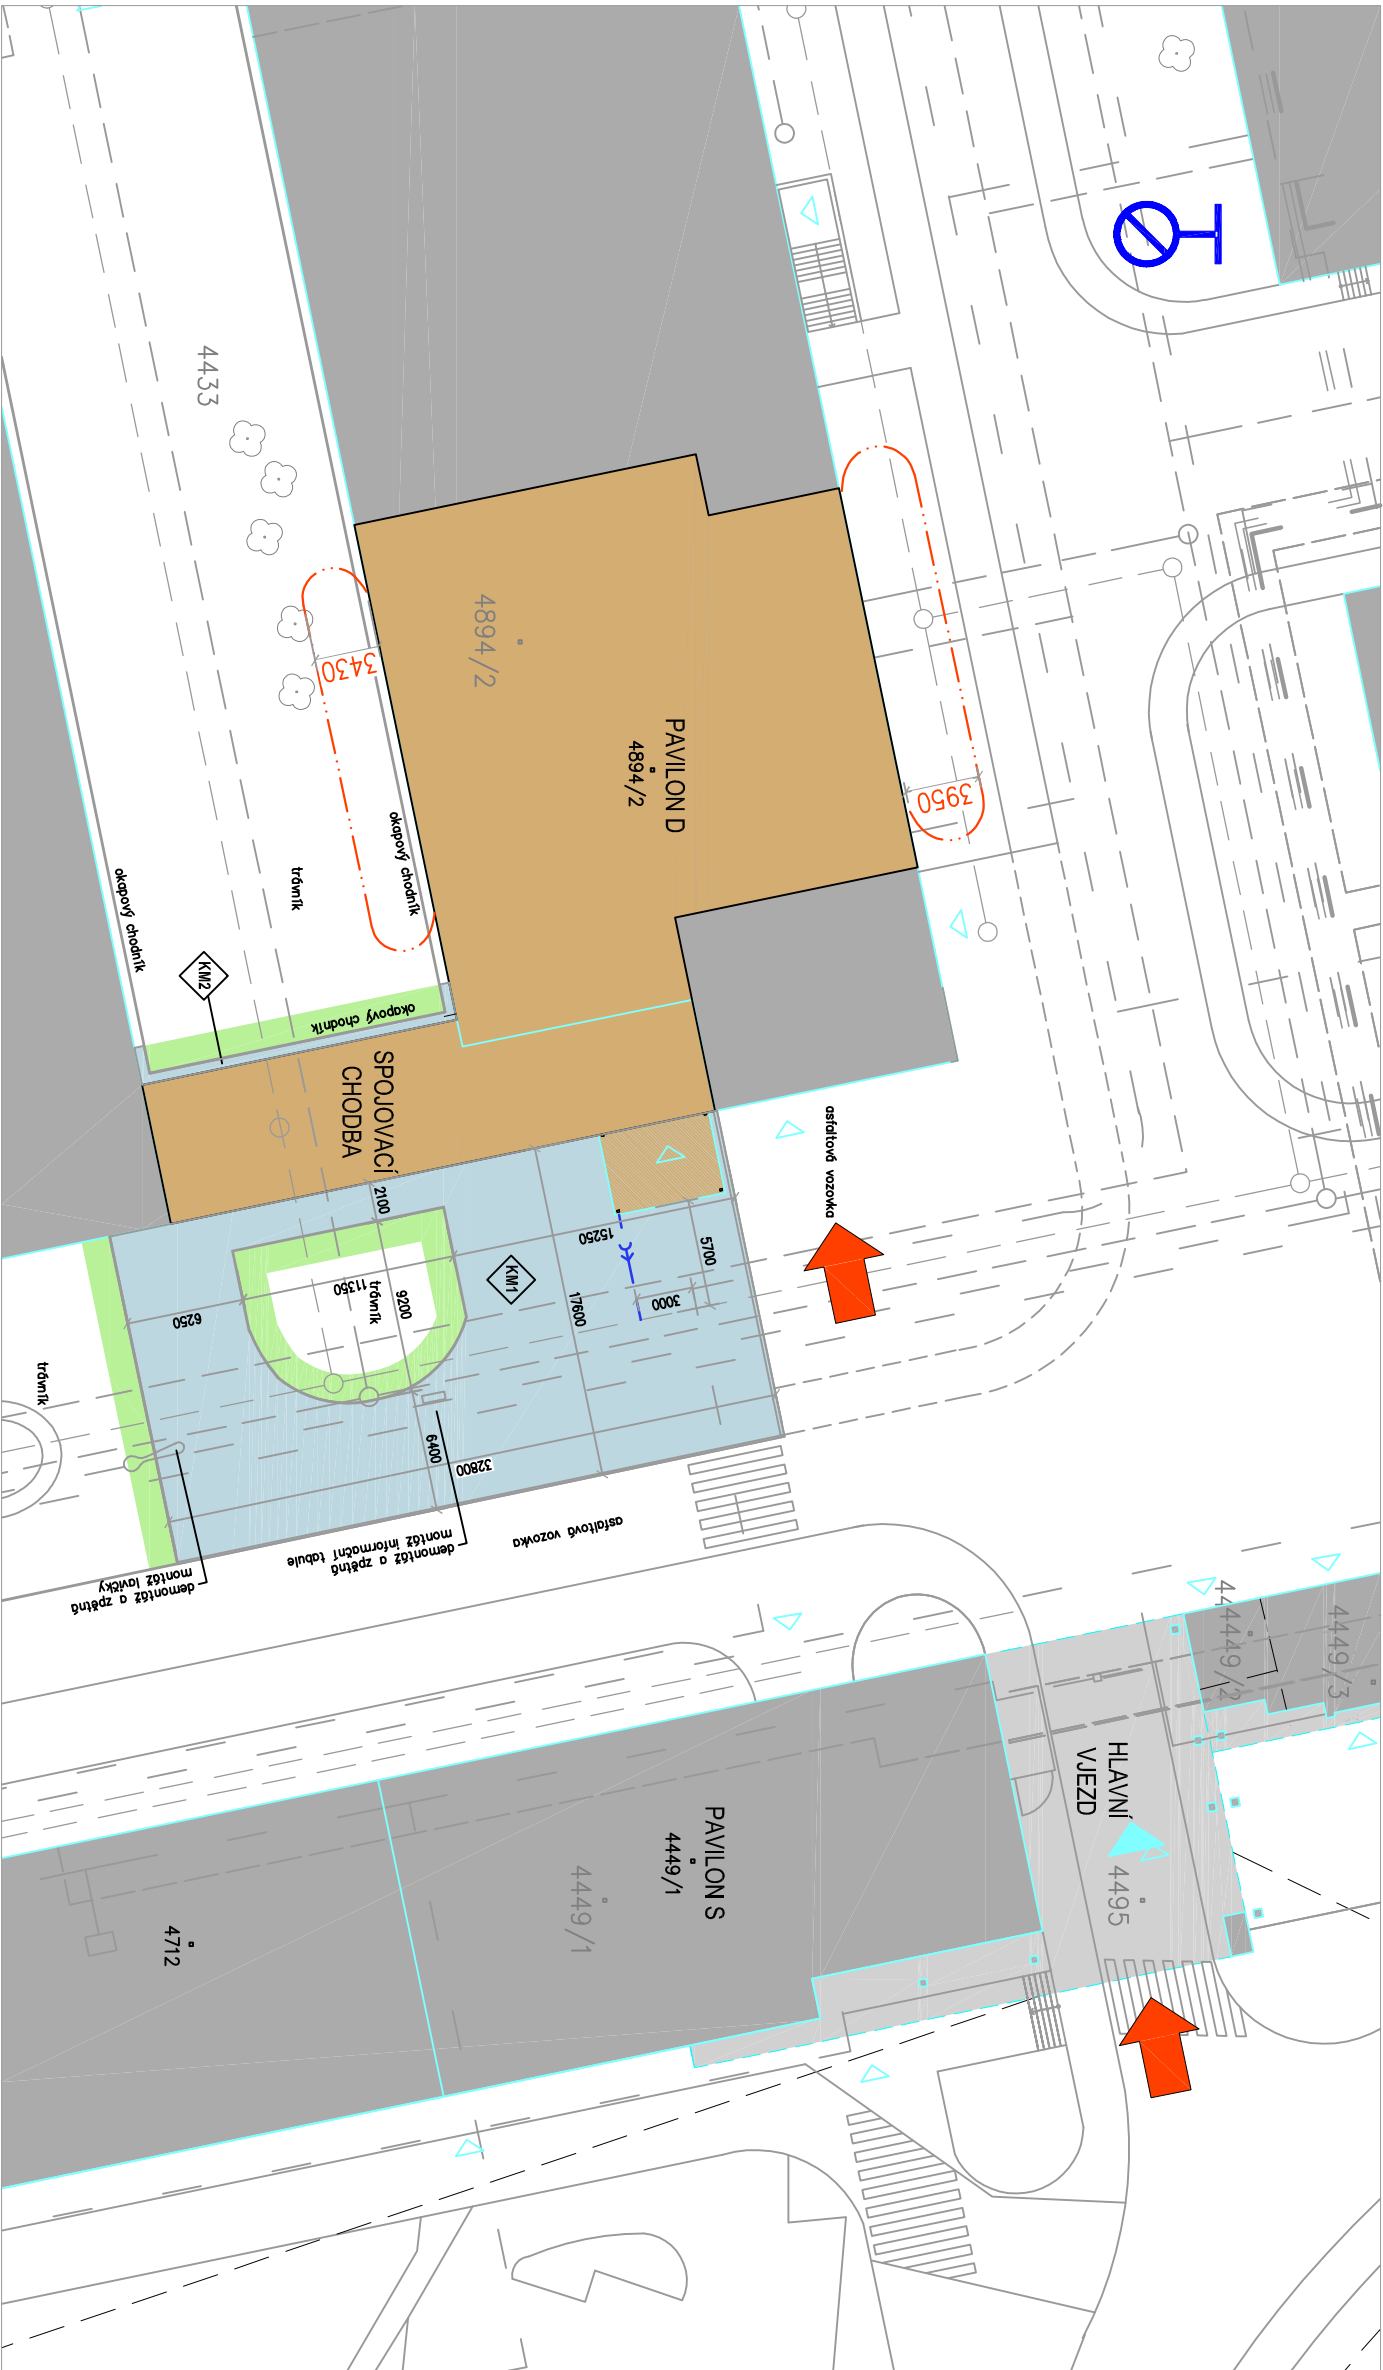 4433
4894/2
PAVILON D
4894/2
3430
3950
okapový chodník
trávník
okapový chodník
KM2
okapový chodník
SPOJOVACÍ
CHODBA
asfaltová vozovka
2100
15250
5700
3000
KM1
17600
11350
trávník
9200
6250
6400
32800
trávník
asfaltová vozovka
demontáž a zpětná
montáž informační tabule
demontáž a zpětná
montáž lavičky
4449/2
4449/3
HLAVNÍ
VJEZD
4495
PAVILON S
4449/1
4449/1
4712